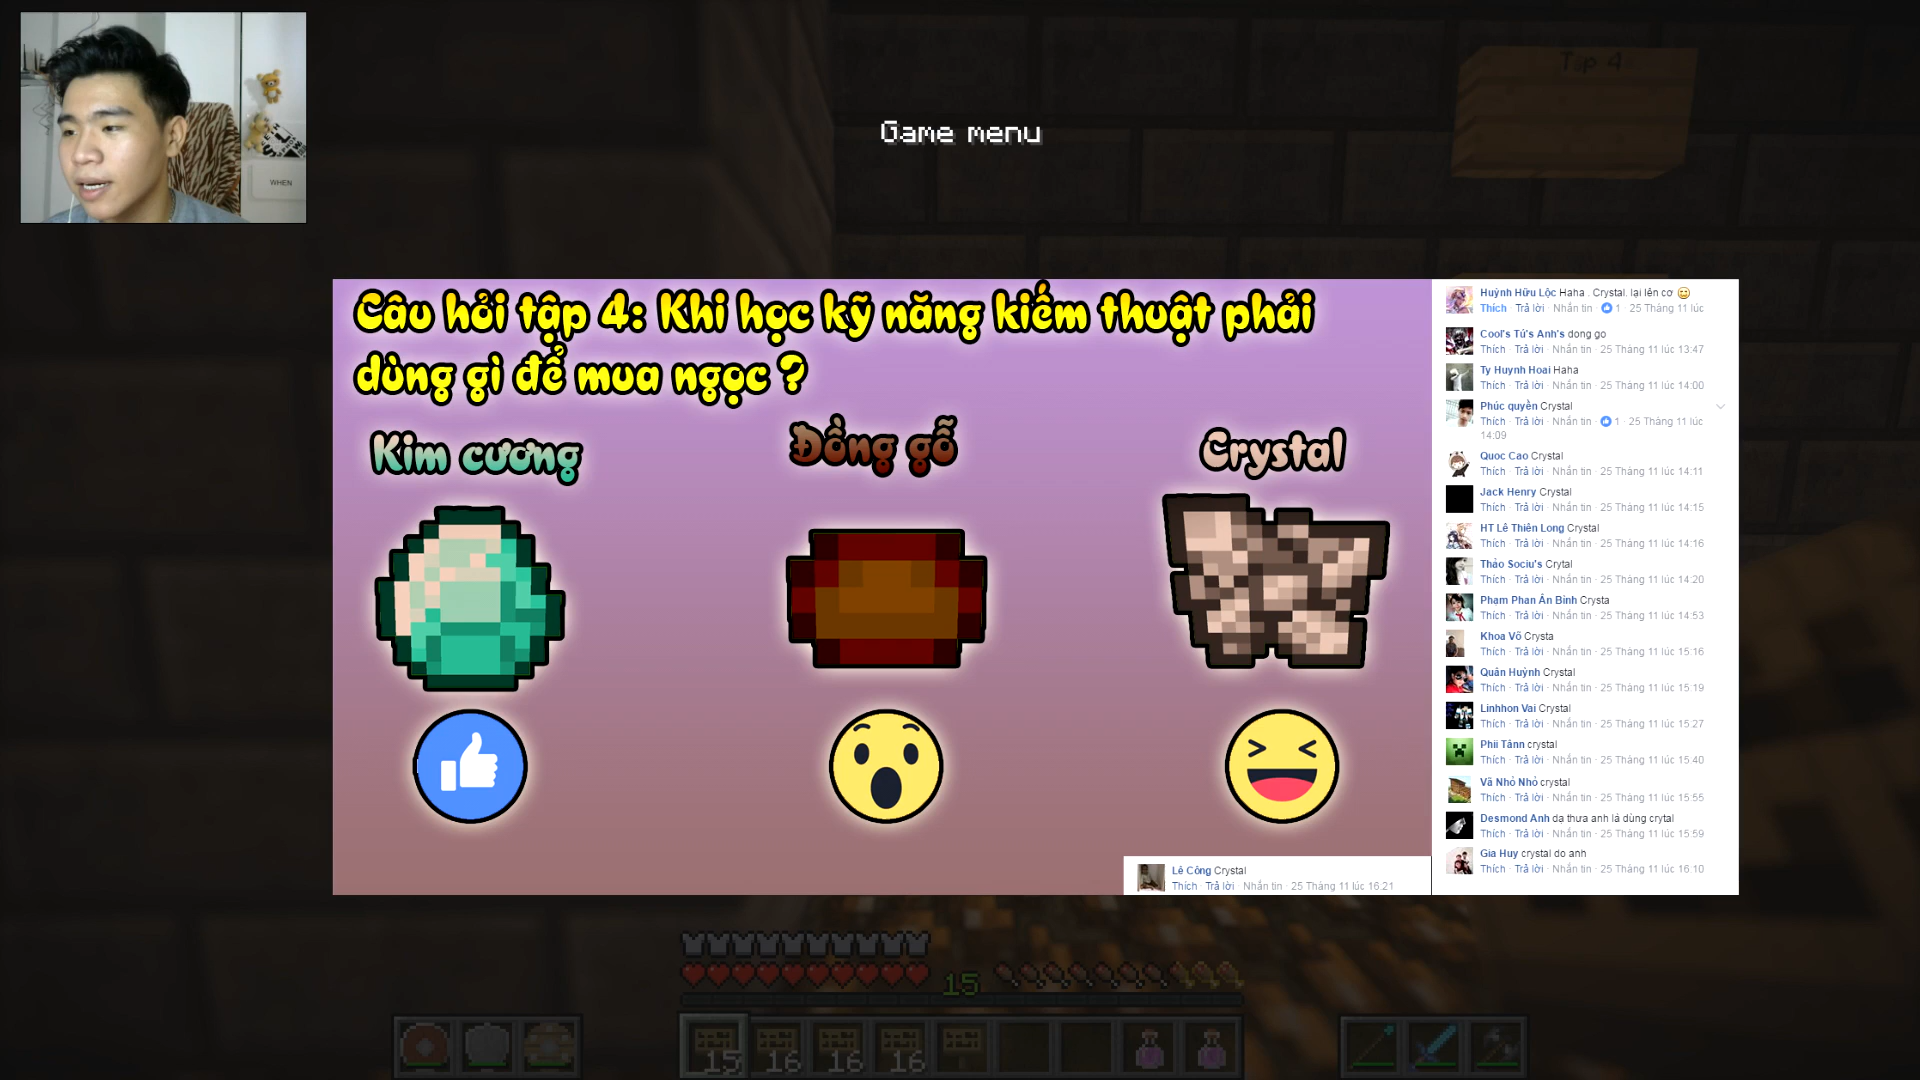 WHEN
Tập 4
Game menu
Câu hỏi tập 4: Khi học kỹ năng kiếm thuật phải
dùng gì để mua ngọc ?
Kim cương
Đồng gỗ
Crystal
Lê Công Crystal
Thích · Trả lời · Nhắn tin · 25 Tháng 11 lúc 16:21
Huỳnh Hữu Lộc Haha . Crystal. lại lên cơ
Thích · Trả lời · Nhắn tin · 1 · 25 Tháng 11 lúc
Cool's Tú's Anh's dong go
Thích · Trả lời · Nhắn tin · 25 Tháng 11 lúc 13:47
Ty Huynh Hoai Haha
Thích · Trả lời · Nhắn tin · 25 Tháng 11 lúc 14:00
Phúc quyền Crystal
Thích · Trả lời · Nhắn tin · 1 · 25 Tháng 11 lúc
14:09
Quoc Cao Crystal
Thích · Trả lời · Nhắn tin · 25 Tháng 11 lúc 14:11
Jack Henry Crystal
Thích · Trả lời · Nhắn tin · 25 Tháng 11 lúc 14:15
HT Lê Thiên Long Crystal
Thích · Trả lời · Nhắn tin · 25 Tháng 11 lúc 14:16
Thảo Sociu's Crytal
Thích · Trả lời · Nhắn tin · 25 Tháng 11 lúc 14:20
Phạm Phan Ân Bình Crysta
Thích · Trả lời · Nhắn tin · 25 Tháng 11 lúc 14:53
Khoa Võ Crysta
Thích · Trả lời · Nhắn tin · 25 Tháng 11 lúc 15:16
Quân Huỳnh Crystal
Thích · Trả lời · Nhắn tin · 25 Tháng 11 lúc 15:19
Linhhon Vai Crystal
Thích · Trả lời · Nhắn tin · 25 Tháng 11 lúc 15:27
Phii Tânn crystal
Thích · Trả lời · Nhắn tin · 25 Tháng 11 lúc 15:40
Vã Nhỏ Nhỏ crystal
Thích · Trả lời · Nhắn tin · 25 Tháng 11 lúc 15:55
Desmond Anh dạ thưa anh là dùng crytal
Thích · Trả lời · Nhắn tin · 25 Tháng 11 lúc 15:59
Gia Huy crystal do anh
Thích · Trả lời · Nhắn tin · 25 Tháng 11 lúc 16:10
15
15 16 16 16